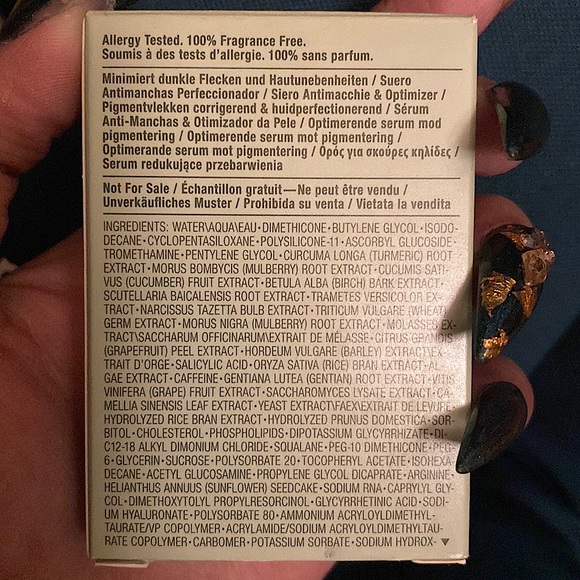 Allergy Tested. 100% Fragrance Free.
Soumis à des tests d'allergie. 100% sans parfum.
Minimiert dunkle Flecken und Hautunebenheiten / Suero
Antimanchas Perfeccionador / Siero Antimacchie & Optimizer /
Pigmentvlekken corrigerend & huidperfectionerend / Sérum
Anti-Manchas & Otimizador da Pele / Optimerende serum mod
pigmentering / Optimerende serum mot pigmentering /
Optimerande serum mot pigmentering / Ορός για σκούρες κηλίδες /
Serum redukujące przebarwienia
Not For Sale / Échantillon gratuit—Ne peut être vendu /
Unverkäufliches Muster / Prohibida su venta / Vietata la vendita
INGREDIENTS: WATER\AQUA\EAU • DIMETHICONE • BUTYLENE GLYCOL • ISODO-
DECANE • CYCLOPENTASILOXANE • POLYSILICONE-11 • ASCORBYL GLUCOSIDE •
TROMETHAMINE • PENTYLENE GLYCOL • CURCUMA LONGA (TURMERIC) ROOT
EXTRACT • MORUS BOMBYCIS (MULBERRY) ROOT EXTRACT • CUCUMIS SATI-
VUS (CUCUMBER) FRUIT EXTRACT • BETULA ALBA (BIRCH) BARK EXTRACT •
SCUTELLARIA BAICALENSIS ROOT EXTRACT • TRAMETES VERSICOLOR EX-
TRACT • NARCISSUS TAZETTA BULB EXTRACT • TRITICUM VULGARE (WHEAT)
GERM EXTRACT • MORUS NIGRA (MULBERRY) ROOT EXTRACT • MOLASSES EX-
TRACT\SACCHARUM OFFICINARUM\EXTRAIT DE MÉLASSE • CITRUS GRANDIS
(GRAPEFRUIT) PEEL EXTRACT • HORDEUM VULGARE (BARLEY) EXTRACT\EX-
TRAIT D'ORGE • SALICYLIC ACID • ORYZA SATIVA (RICE) BRAN EXTRACT • AL-
GAE EXTRACT • CAFFEINE • GENTIANA LUTEA (GENTIAN) ROOT EXTRACT • VITIS
VINIFERA (GRAPE) FRUIT EXTRACT • SACCHAROMYCES LYSATE EXTRACT • CA-
MELLIA SINENSIS LEAF EXTRACT • YEAST EXTRACT\FAEX\EXTRAIT DE LEVURE •
HYDROLYZED RICE BRAN EXTRACT • HYDROLYZED PRUNUS DOMESTICA • SOR-
BITOL • CHOLESTEROL • PHOSPHOLIPIDS • DIPOTASSIUM GLYCYRRHIZATE • DI-
C12-18 ALKYL DIMONIUM CHLORIDE • SQUALANE • PEG-10 DIMETHICONE • PEG-
6 • GLYCERIN • SUCROSE • POLYSORBATE 20 • TOCOPHERYL ACETATE • ISOHEXA-
DECANE • ACETYL GLUCOSAMINE • PROPYLENE GLYCOL DICAPRATE • ARGININE •
HELIANTHUS ANNUUS (SUNFLOWER) SEEDCAKE • SODIUM RNA • CAPRYLYL GLY-
COL • DIMETHOXYTOLYL PROPYLRESORCINOL • GLYCYRRHETINIC ACID • SODI-
UM HYALURONATE • POLYSORBATE 80 • AMMONIUM ACRYLOYLDIMETHYL-
TAURATE/VP COPOLYMER • ACRYLAMIDE/SODIUM ACRYLOYLDIMETHYLTAU-
RATE COPOLYMER • CARBOMER • POTASSIUM SORBATE • SODIUM HYDROX- ▼